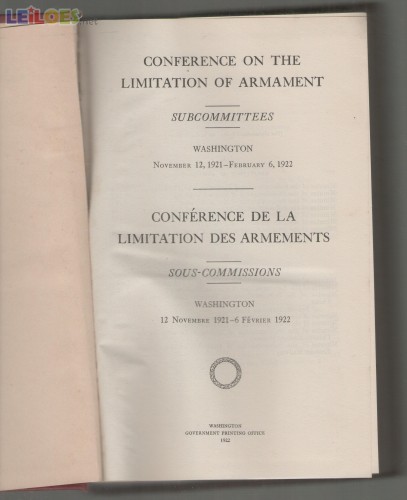 LEILOES
CONFERENCE ON THE
LIMITATION OF ARMAMENT
SUBCOMMITTEES
WASHINGTON
NOVEMBER 12, 1921–FEBRUARY 6, 1922
CONFÉRENCE DE LA
LIMITATION DES ARMEMENTS
SOUS-COMMISSIONS
WASHINGTON
12 NOVEMBRE 1921–6 FÉVRIER 1922
WASHINGTON
GOVERNMENT PRINTING OFFICE
1922